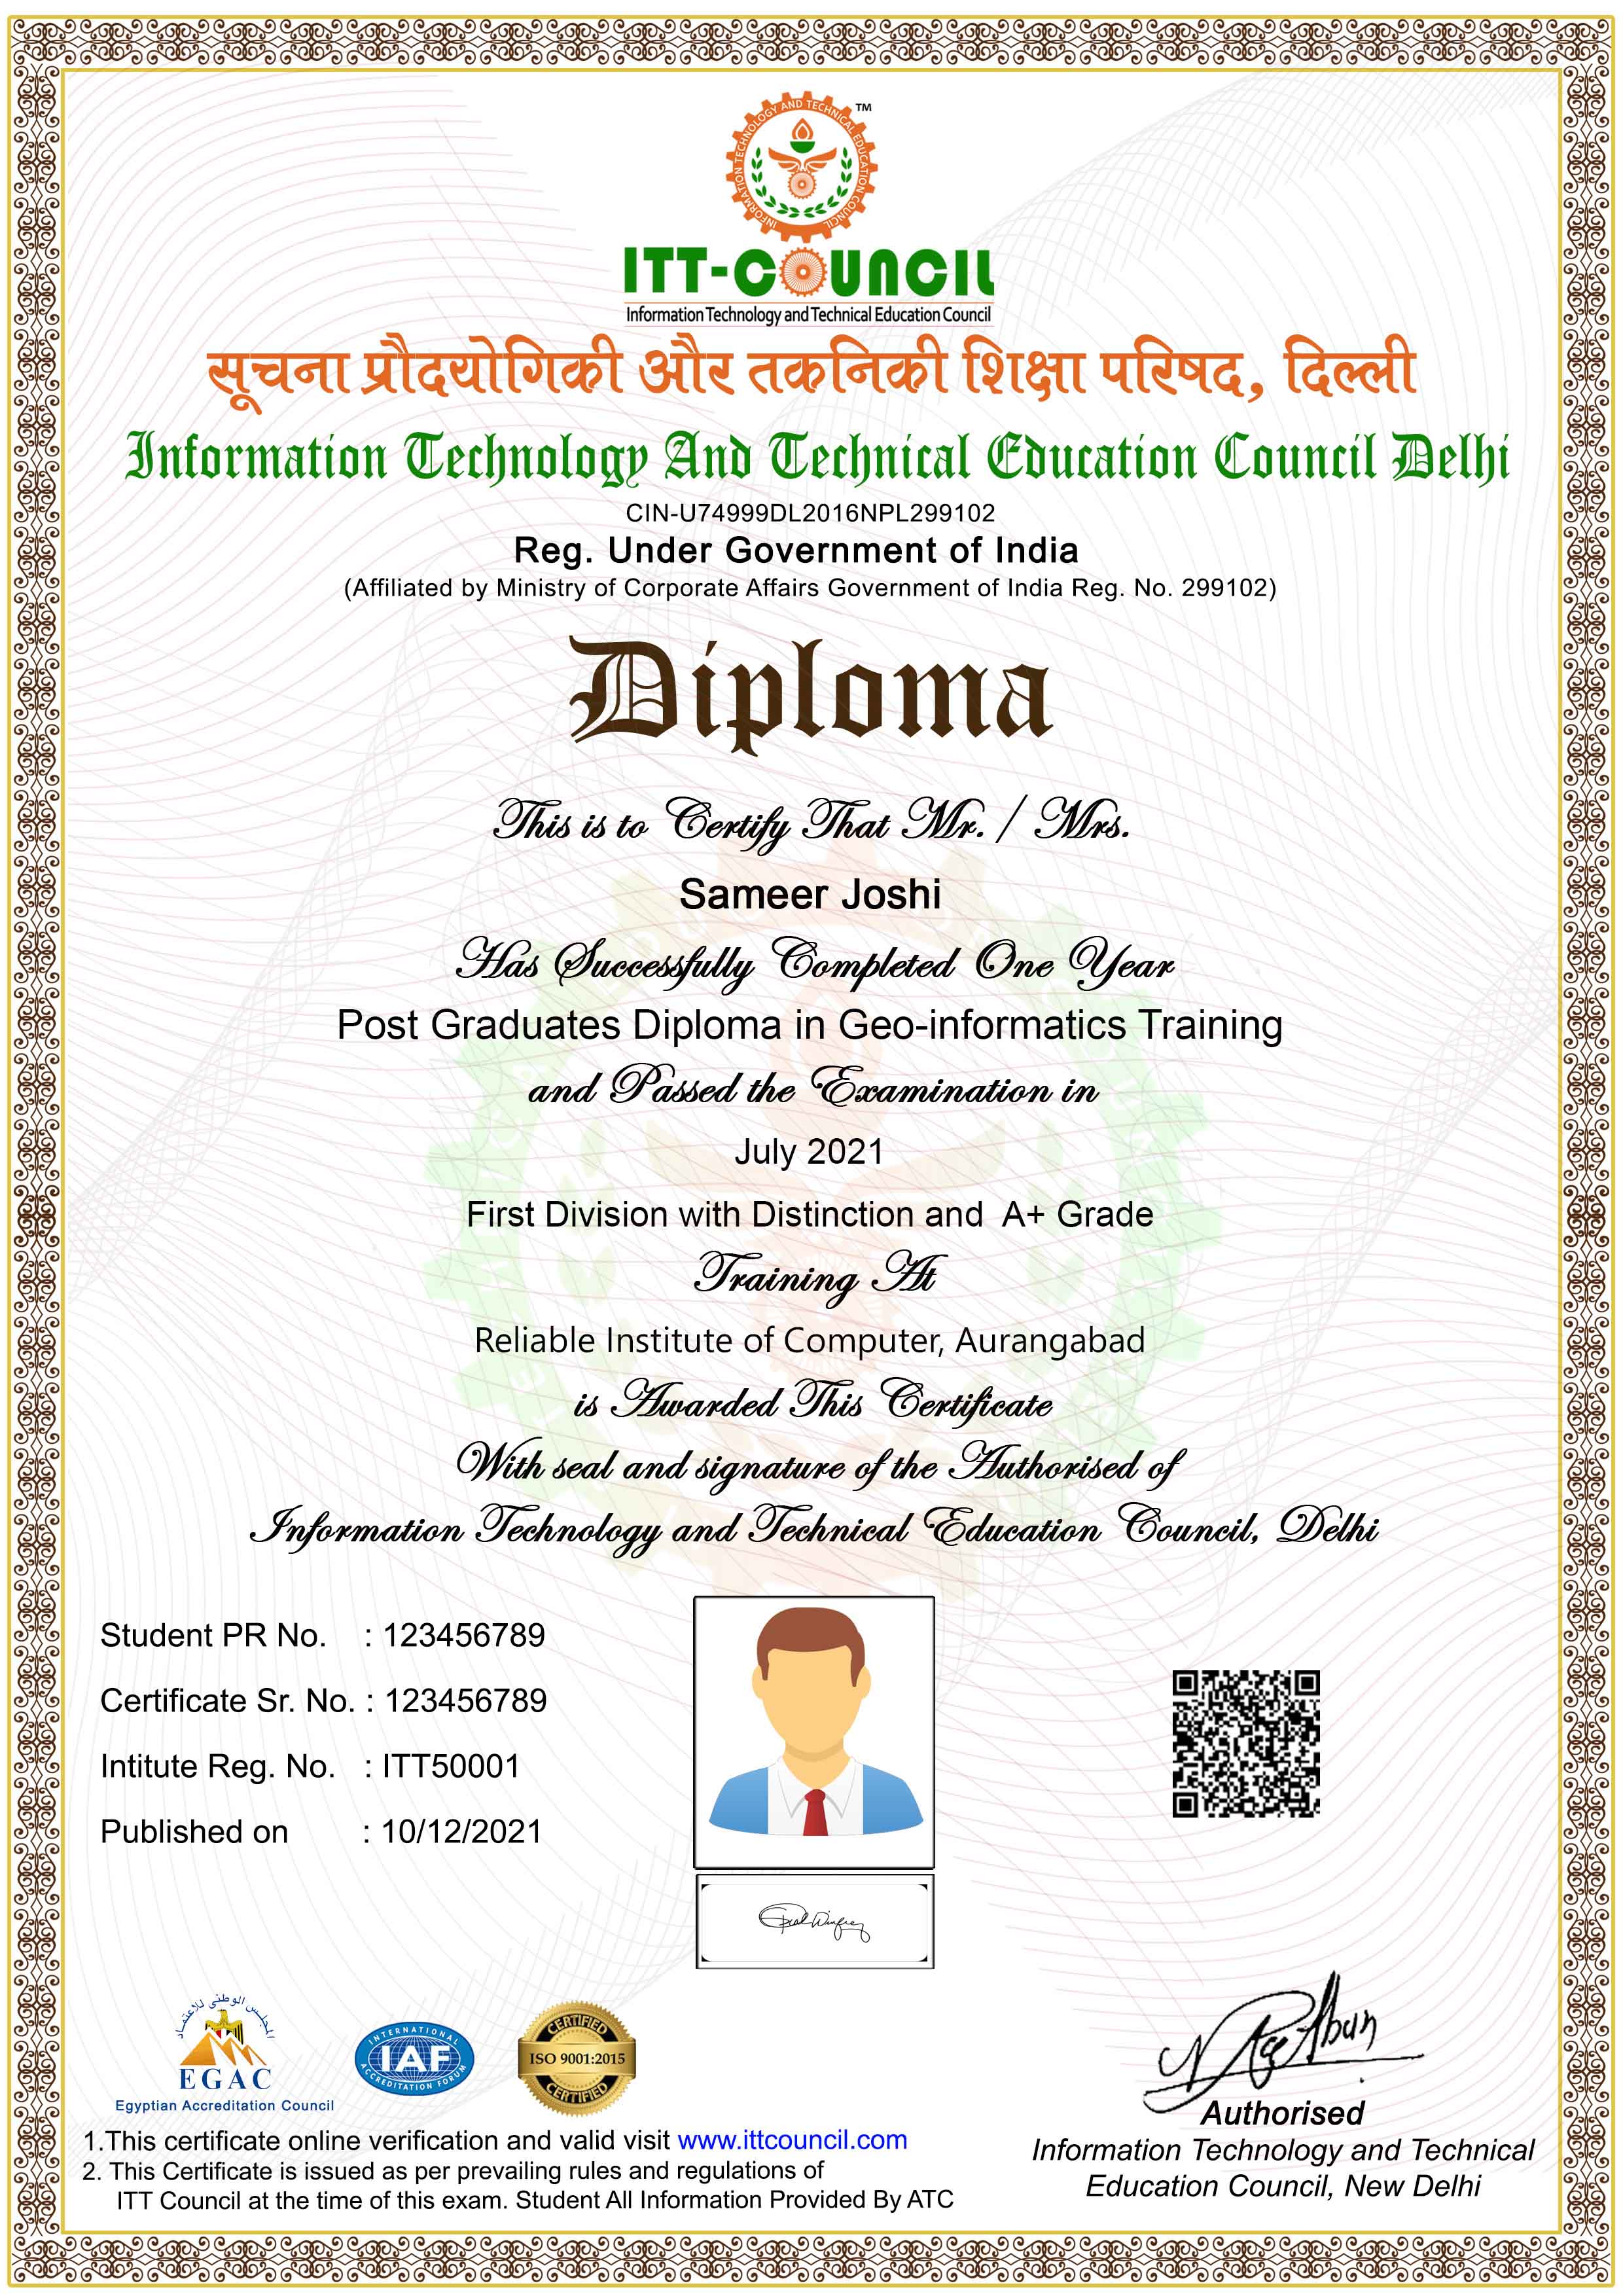 INFORMATION TECHNOLOGY AND TECHNICAL EDUCATION COUNCIL
TM
ITT-COUNCIL
Information Technology and Technical Education Council
सूचना प्रौदयोगिकी और तकनिकी शिक्षा परिषद, दिल्ली
Information Technology And Technical Education Council Delhi
CIN-U74999DL2016NPL299102
Reg. Under Government of India
(Affiliated by Ministry of Corporate Affairs Government of India Reg. No. 299102)
Diploma
This is to Certify That Mr. / Mrs.
Sameer Joshi
Has Successfully Completed One Year
Post Graduates Diploma in Geo-informatics Training
and Passed the Examination in
July 2021
First Division with Distinction and A+ Grade
Training At
Reliable Institute of Computer, Aurangabad
is Awarded This Certificate
With seal and signature of the Authorised of
Information Technology and Technical Education Council, Delhi
Student PR No. : 123456789
Certificate Sr. No. : 123456789
Intitute Reg. No. : ITT50001
Published on : 10/12/2021
المجلس الوطنى للاعتماد
EGAC
Egyptian Accreditation Council
INTERNATIONAL
IAF
ACCREDITATION FORUM
CERTIFIED
ISO 9001:2015
CERTIFIED
1.This certificate online verification and valid visit www.ittcouncil.com
2. This Certificate is issued as per prevailing rules and regulations of
ITT Council at the time of this exam. Student All Information Provided By ATC
Authorised
Information Technology and Technical
Education Council, New Delhi